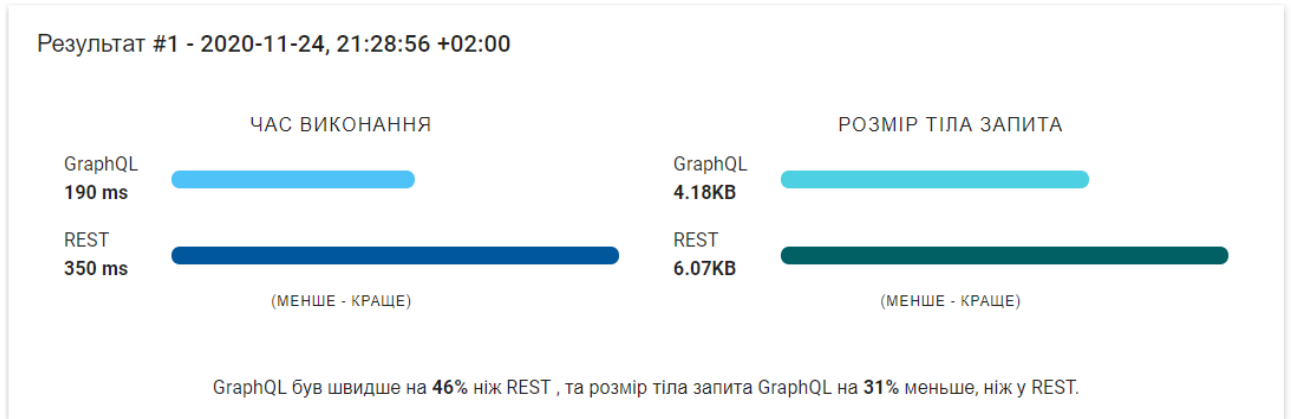 Результат #1 - 2020-11-24, 21:28:56 +02:00
ЧАС ВИКОНАННЯ
GraphQL
190 ms
REST
350 ms
(МЕНШЕ - КРАЩЕ)
РОЗМІР ТІЛА ЗАПИТА
GraphQL
4.18KB
REST
6.07KB
(МЕНШЕ - КРАЩЕ)
GraphQL був швидше на 46% ніж REST , та розмір тіла запита GraphQL на 31% меньше, ніж у REST.